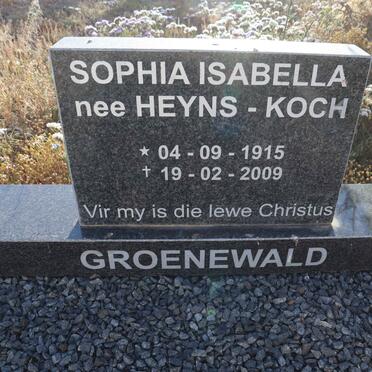 SOPHIA ISABELLA
nee HEYNS - KOCH
★ 04 - 09 - 1915
† 19 - 02 - 2009
Vir my is die lewe Christus
GROENEWALD